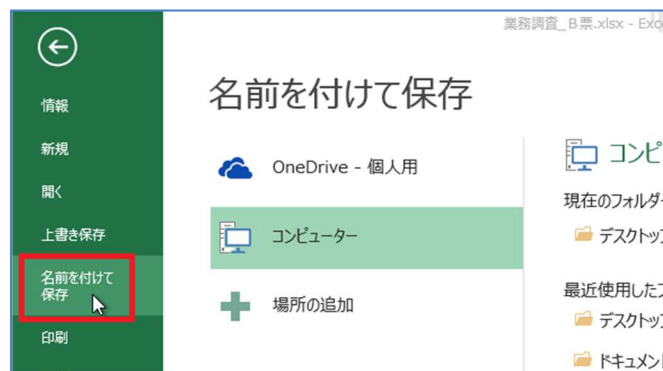 業務調査_B票.xlsx - Exc
情報
新規
開く
上書き保存
名前を付けて
保存
印刷
名前を付けて保存
OneDrive - 個人用
コンピューター
場所の追加
コンピ
現在のフォルダー
デスクトップ
最近使用したフ
デスクトップ
ドキュメント